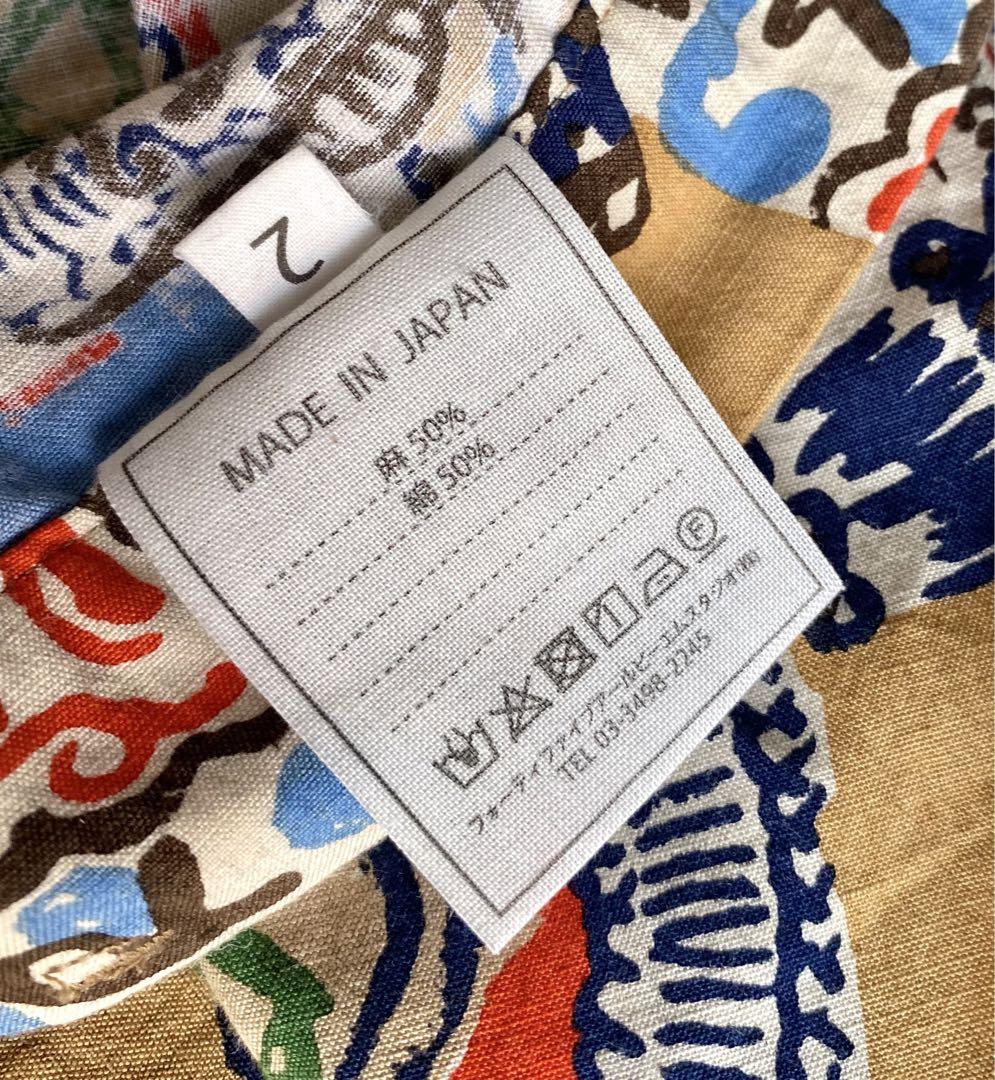 2
MADE IN JAPAN
麻 50%
綿 50%
F
フォーティファイブアールピーエムスタジオ(株)
TEL 03-3498-2245